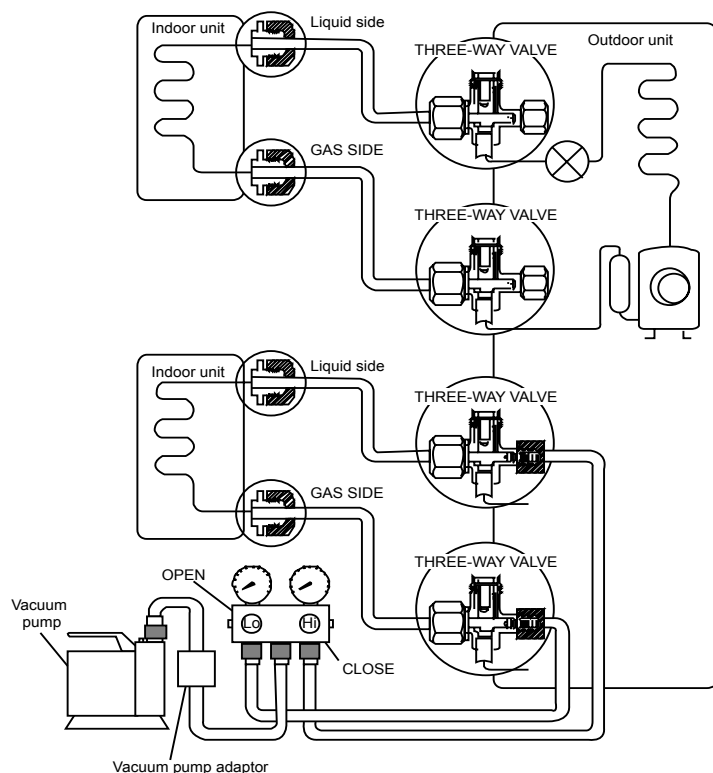 Indoor unit
Liquid side
THREE-WAY VALVE
Outdoor unit
GAS SIDE
THREE-WAY VALVE
Indoor unit
Liquid side
THREE-WAY VALVE
GAS SIDE
THREE-WAY VALVE
OPEN
Lo
Hi
CLOSE
Vacuum
pump
Vacuum pump adaptor